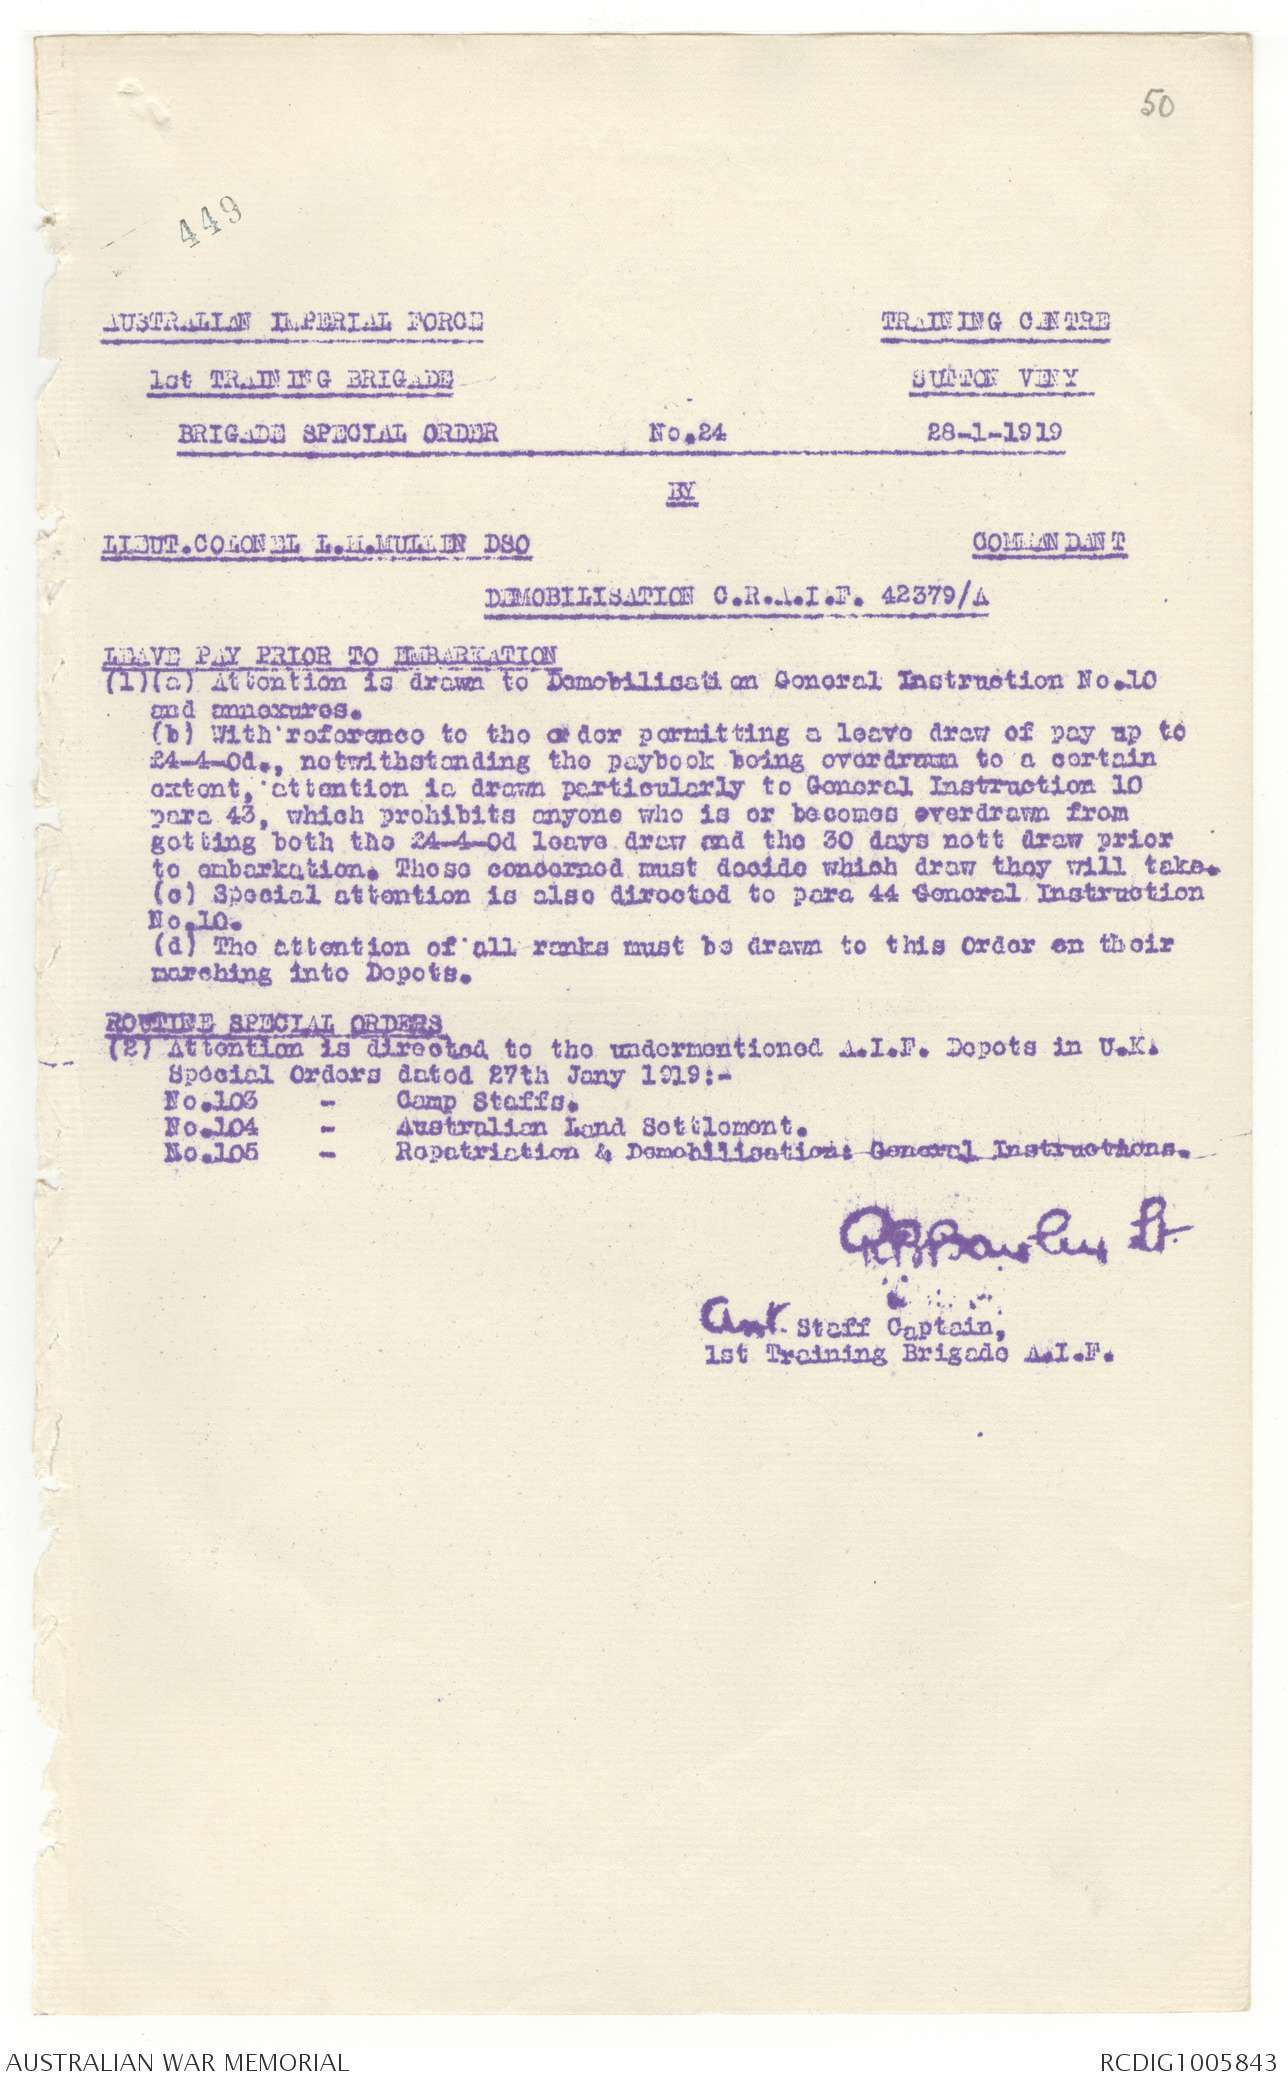 50
449
AUSTRALIAN IMPERIAL FORCE TRAINING CENTRE
1st TRAINING BRIGADE SUTTON VENY
BRIGADE SPECIAL ORDER No.24 28-1-1919
BY
LIEUT.COLONEL L.M.MULLEN DSO COMMANDANT
DEMOBILISATION C.R.A.I.F. 42379/A
LEAVE PAY PRIOR TO EMBARKATION
(1)(a) Attention is drawn to Demobilisation General Instruction No.10
and annexures.
(b) With reference to the order permitting a leave draw of pay up to
24-4-0d., notwithstanding the paybook being overdrawn to a certain
extent, attention is drawn particularly to General Instruction 10
para 43, which prohibits anyone who is or becomes overdrawn from
getting both the 24-4-0d leave draw and the 30 days nett draw prior
to embarkation. Those concerned must decide which draw they will take.
(c) Special attention is also directed to para 44 General Instruction
No.10.
(d) The attention of all ranks must be drawn to this Order on their
marching into Depots.
ROUTINE SPECIAL ORDERS
(2) Attention is directed to the undermentioned A.I.F. Depots in U.K.
Special Orders dated 27th Jany 1919:-
No.103 - Camp Staffs.
No.104 - Australian Land Settlement.
No.105 - Repatriation & Demobilisation: General Instructions.
Lt.
Staff Captain,
1st Training Brigade A.I.F.
AUSTRALIAN WAR MEMORIAL RCDIG1005843